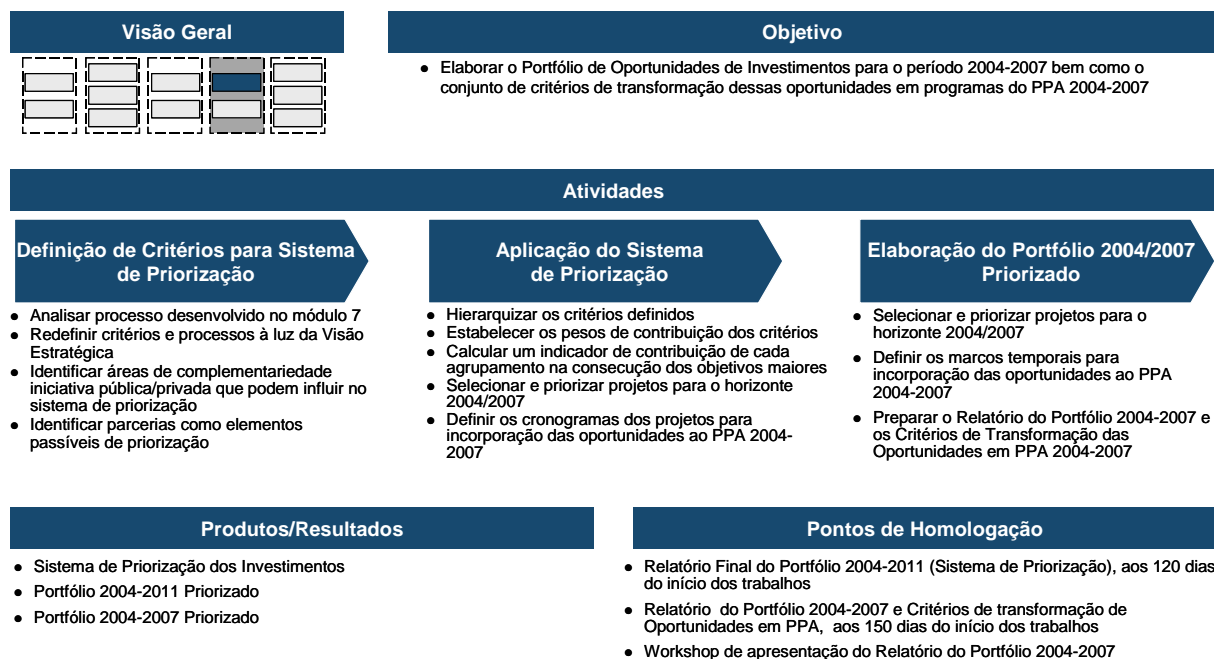 Visão Geral
Objetivo
● Elaborar o Portfólio de Oportunidades de Investimentos para o período 2004-2007 bem como o
conjunto de critérios de transformação dessas oportunidades em programas do PPA 2004-2007
Atividades
Definição de Critérios para Sistema
de Priorização
● Analisar processo desenvolvido no módulo 7
● Redefinir critérios e processos à luz da Visão
Estratégica
● Identificar áreas de complementariedade
iniciativa pública/privada que podem influir no
sistema de priorização
● Identificar parcerias como elementos
passíveis de priorização
Aplicação do Sistema
de Priorização
● Hierarquizar os critérios definidos
● Estabelecer os pesos de contribuição dos critérios
● Calcular um indicador de contribuição de cada
agrupamento na consecução dos objetivos maiores
● Selecionar e priorizar projetos para o horizonte
2004/2007
● Definir os cronogramas dos projetos para
incorporação das oportunidades ao PPA 2004-
2007
Elaboração do Portfólio 2004/2007
Priorizado
● Selecionar e priorizar projetos para o
horizonte 2004/2007
● Definir os marcos temporais para
incorporação das oportunidades ao PPA
2004-2007
● Preparar o Relatório do Portfólio 2004-2007 e
os Critérios de Transformação das
Oportunidades em PPA 2004-2007
Produtos/Resultados
● Sistema de Priorização dos Investimentos
● Portfólio 2004-2011 Priorizado
● Portfólio 2004-2007 Priorizado
Pontos de Homologação
● Relatório Final do Portfólio 2004-2011 (Sistema de Priorização), aos 120 dias
do início dos trabalhos
● Relatório do Portfólio 2004-2007 e Critérios de transformação de
Oportunidades em PPA, aos 150 dias do início dos trabalhos
● Workshop de apresentação do Relatório do Portfólio 2004-2007